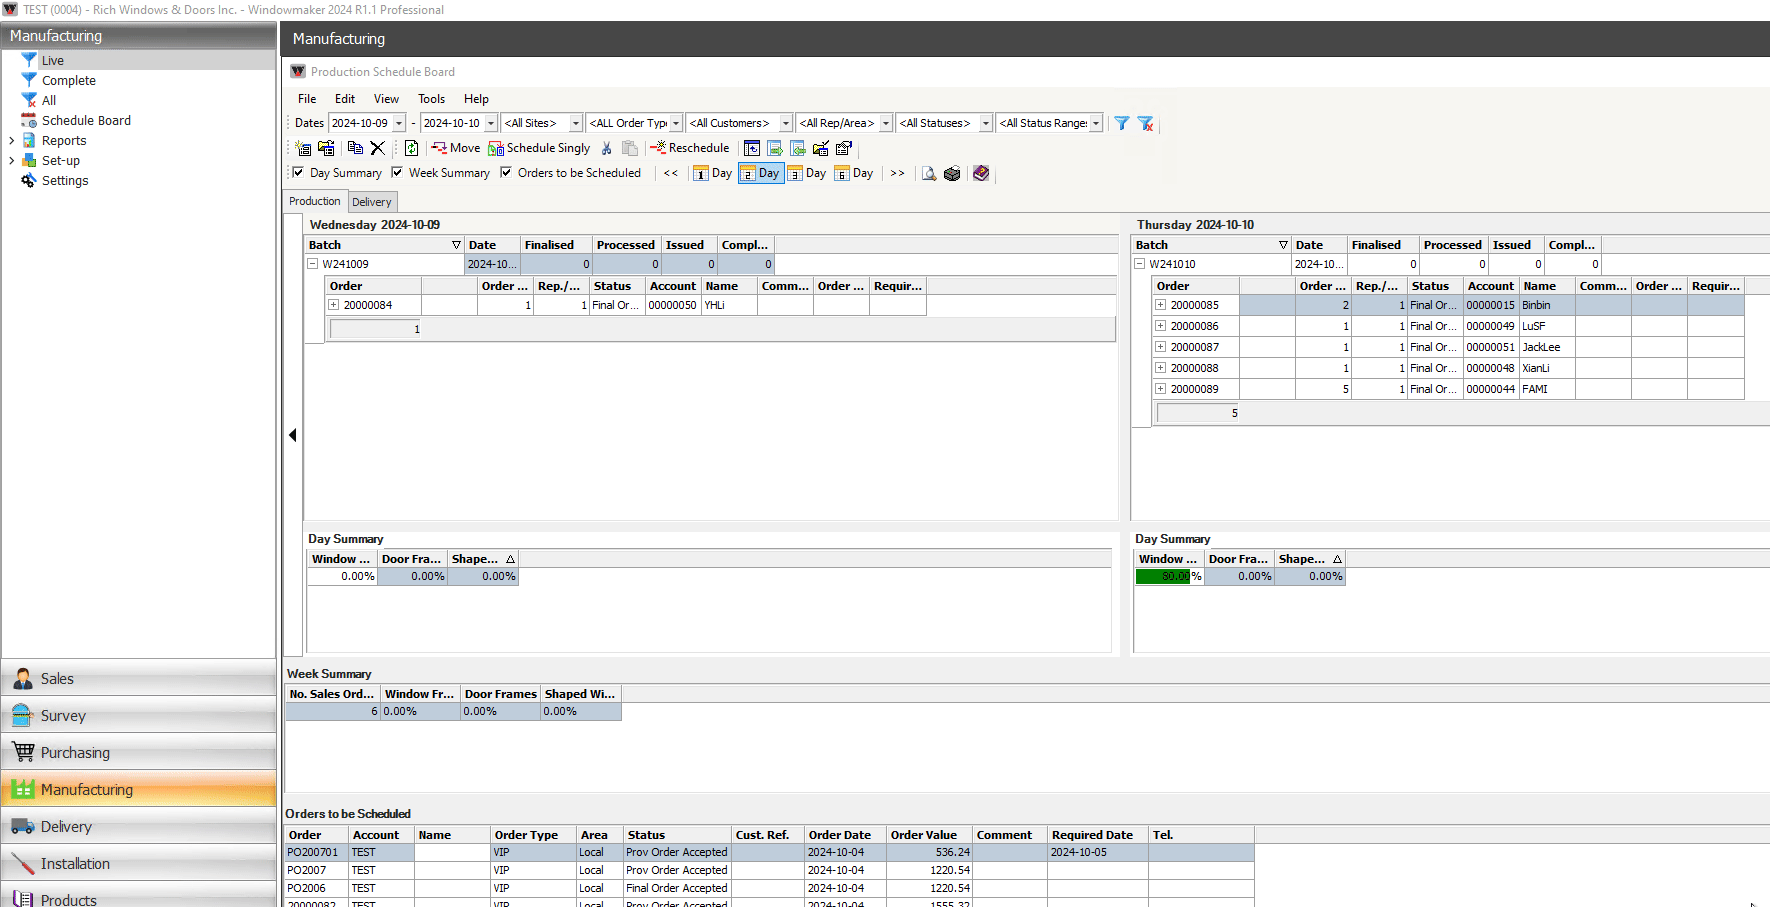 TEST (0004) - Rich Windows & Doors Inc. - Windowmaker 2024 R1.1 Professional
Manufacturing
Live
Complete
All
Schedule Board
Reports
Set-up
Settings
Sales
Survey
Purchasing
Manufacturing
Delivery
Installation
Products
Manufacturing
Production Schedule Board
File Edit View Tools Help
Dates 2024-10-09 - 2024-10-10 <All Sites> <ALL Order Typ <All Customers> <All Rep/Area> <All Statuses> <All Status Range:
Move Schedule Singly Reschedule
Day Summary Week Summary Orders to be Scheduled << 1 Day 2 Day 3 Day 6 Day >>
Production Delivery
Wednesday 2024-10-09
Batch Date Finalised Processed Issued Compl...
W241009 2024-10... 0 0 0 0
Order Order ... Rep./... Status Account Name Comm... Order ... Requir...
20000084 1 1 Final Or... 00000050 YHLi
1
Thursday 2024-10-10
Batch Date Finalised Processed Issued Compl...
W241010 2024-10... 0 0 0 0
Order Order ... Rep./... Status Account Name Comm... Order ... Requir...
20000085 2 1 Final Or... 00000015 Binbin
20000086 1 1 Final Or... 00000049 LuSF
20000087 1 1 Final Or... 00000051 JackLee
20000088 1 1 Final Or... 00000048 XianLi
20000089 5 1 Final Or... 00000044 FAMI
5
Day Summary
Window ... Door Fra... Shape...
0.00% 0.00% 0.00%
Day Summary
Window ... Door Fra... Shape...
80.00% 0.00% 0.00%
Week Summary
No. Sales Ord... Window Fr... Door Frames Shaped Wi...
6 0.00% 0.00% 0.00%
Orders to be Scheduled
Order Account Name Order Type Area Status Cust. Ref. Order Date Order Value Comment Required Date Tel.
PO200701 TEST VIP Local Prov Order Accepted 2024-10-04 536.24 2024-10-05
PO2007 TEST VIP Local Prov Order Accepted 2024-10-04 1220.54
PO2006 TEST VIP Local Final Order Accepted 2024-10-04 1220.54
20000082 TEST VIP Local Prov Order Accepted 2024-10-04 1555.32